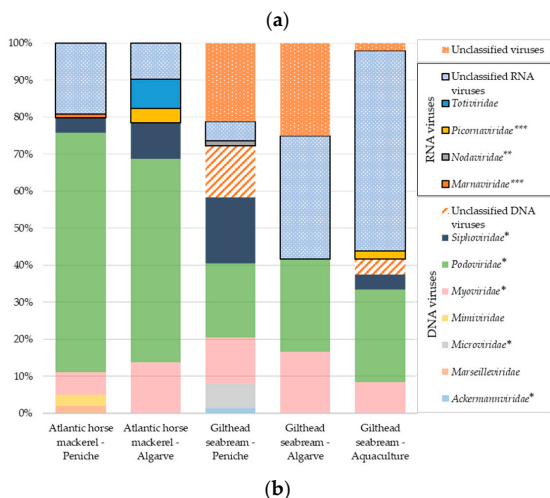 (a)
100%
90%
80%
70%
60%
50%
40%
30%
20%
10%
0%
Atlantic horse
mackerel -
Peniche
Atlantic horse
mackerel -
Algarve
Gilthead
seabream -
Peniche
Gilthead
seabream -
Algarve
Gilthead
seabream -
Aquaculture
Unclassified viruses
RNA viruses
Unclassified RNA
viruses
Totiviridae
Picornaviridae***
Nodaviridae**
Marnaviridae***
DNA viruses
Unclassified DNA
viruses
Siphoviridae*
Podoviridae*
Myoviridae*
Mimiviridae
Microviridae*
Marseilleviridae
Ackermannviridae*
(b)